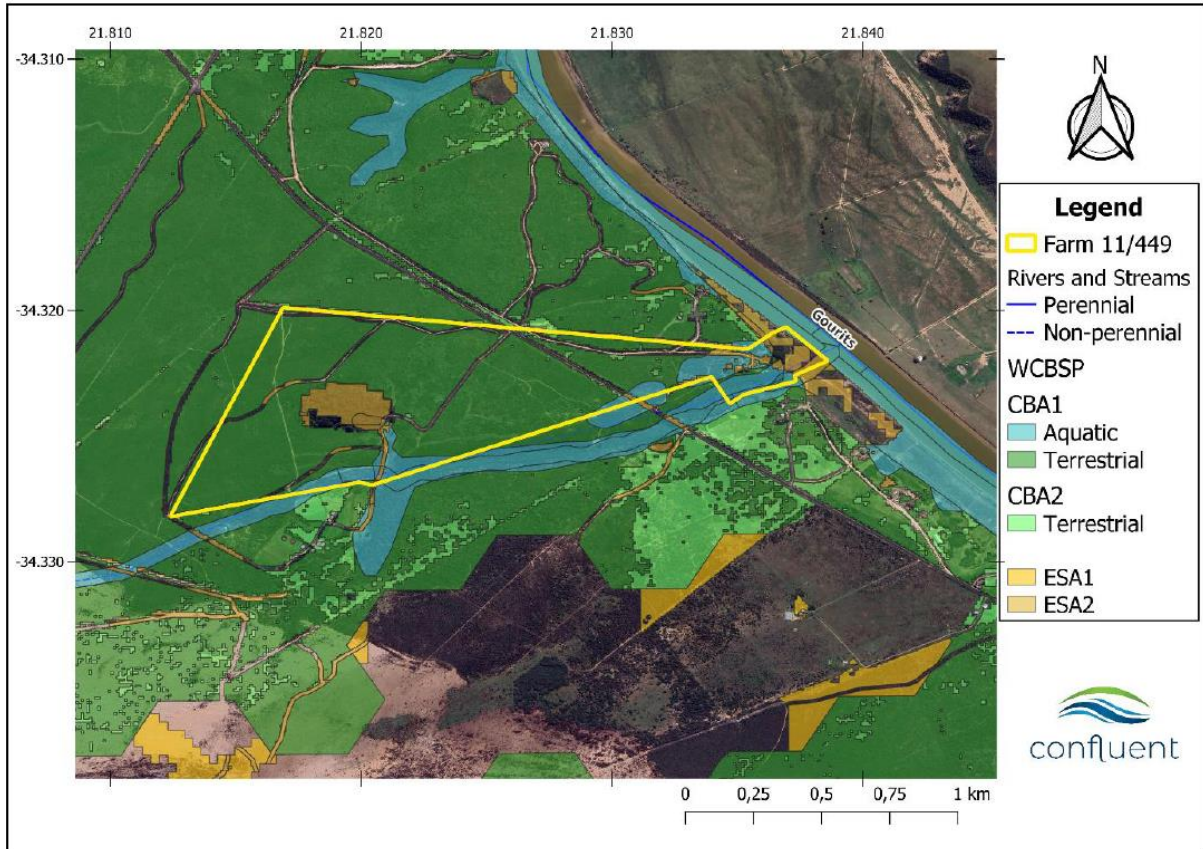 21.810
21.820
21.830
21.840
-34.310
-34.320
-34.330
Gourits
N
Legend
Farm 11/449
Rivers and Streams
Perennial
Non-perennial
WCBSP
CBA1
Aquatic
Terrestrial
CBA2
Terrestrial
ESA1
ESA2
confluent
0 0,25 0,5 0,75 1 km